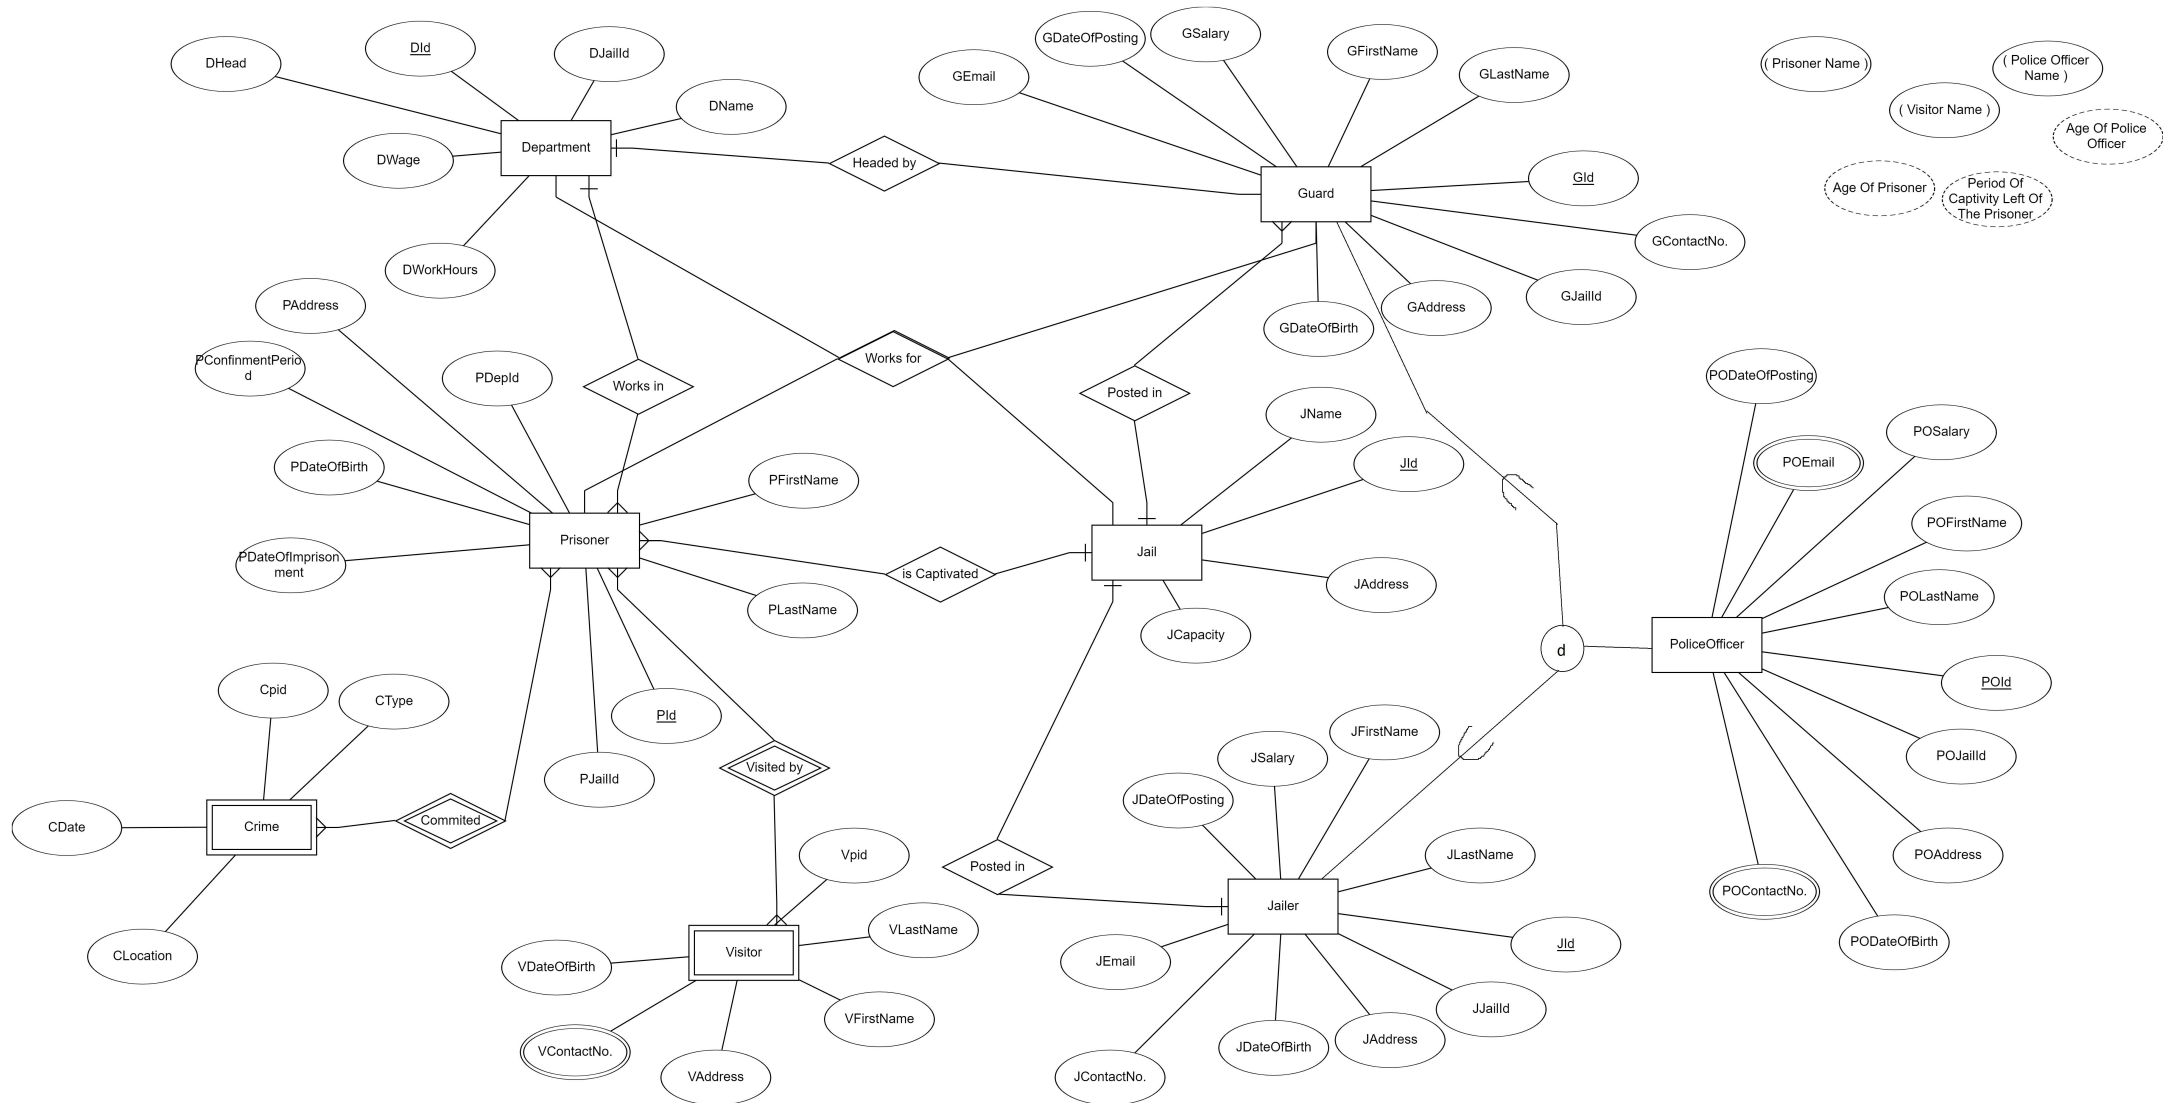 GDateOfPosting
GSalary
GFirstName
DHead
DId
DJailId
GEmail
GLastName
( Prisoner Name )
( Police Officer
Name )
DName
( Visitor Name )
DWage
Department
Headed by
Guard
GId
Age Of Police
Officer
Age Of Prisoner
Period Of
Captivity Left Of
The Prisoner
GContactNo.
DWorkHours
PAddress
GDateOfBirth
GAddress
GJailId
PConfinmentPerio
d
PDepId
Works in
Works for
Posted in
JName
PODateOfPosting
POSalary
PDateOfBirth
PFirstName
JId
POEmail
POFirstName
PDateOfImprison
ment
Prisoner
is Captivated
Jail
JAddress
PLastName
JCapacity
d
PoliceOfficer
POLastName
POId
Cpid
CType
PId
PJailId
Visited by
JDateOfPosting
JSalary
JFirstName
POJailId
CDate
Crime
Commited
Vpid
Posted in
JLastName
POAddress
POContactNo.
Jailer
CLocation
VDateOfBirth
Visitor
VLastName
JEmail
JId
PODateOfBirth
VContactNo.
VFirstName
VAddress
JContactNo.
JDateOfBirth
JAddress
JJailId